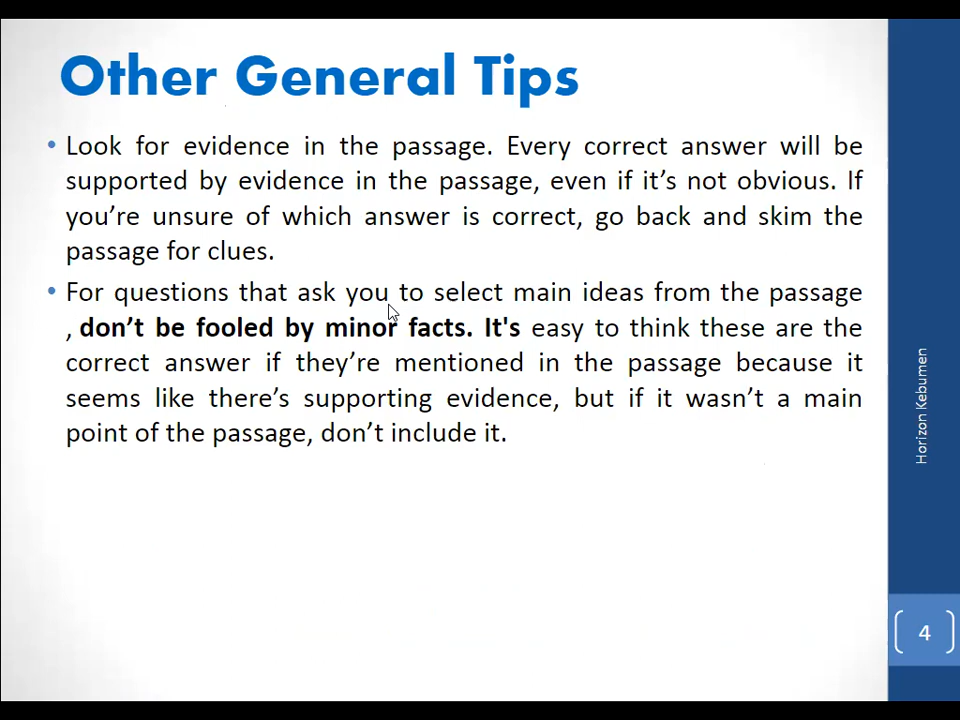 Other General Tips
• Look for evidence in the passage. Every correct answer will be
supported by evidence in the passage, even if it’s not obvious. If
you’re unsure of which answer is correct, go back and skim the
passage for clues.
• For questions that ask you to select main ideas from the passage
, don’t be fooled by minor facts. It's easy to think these are the
correct answer if they’re mentioned in the passage because it
seems like there’s supporting evidence, but if it wasn’t a main
point of the passage, don’t include it.
Horizon Kebumen
4